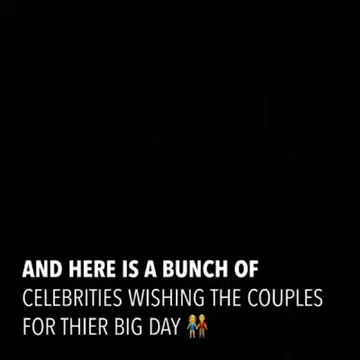 AND HERE IS A BUNCH OF
CELEBRITIES WISHING THE COUPLES
FOR THIER BIG DAY 👫